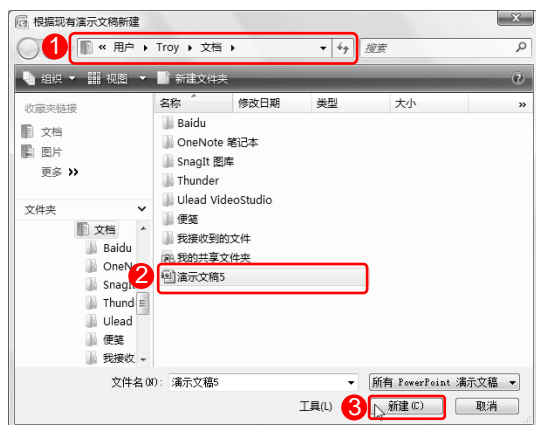 根据现有演示文稿新建
1 « 用户 ▸ Troy ▸ 文档 ▸ 搜索
组织 视图 新建文件夹
收藏夹链接
文档
图片
更多 »
文件夹
文档
Baidu
OneN
Snagl
Thund
Ulead
便笺
我接收
名称 修改日期 类型 大小 »
Baidu
OneNote 笔记本
SnagIt 图库
Thunder
Ulead VideoStudio
便笺
我接收到的文件
我的共享文件夹
2 演示文稿5
文件名(N): 演示文稿5 所有 PowerPoint 演示文稿
工具(L) 3 新建(C) 取消